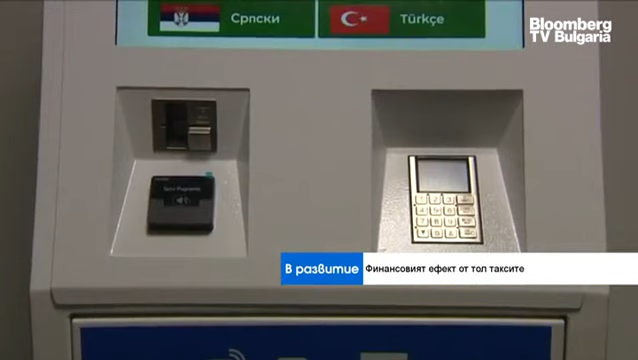 Српски
Türkçe
Bloomberg
TV Bulgaria
В развитие
Финансовият ефект от тол таксите